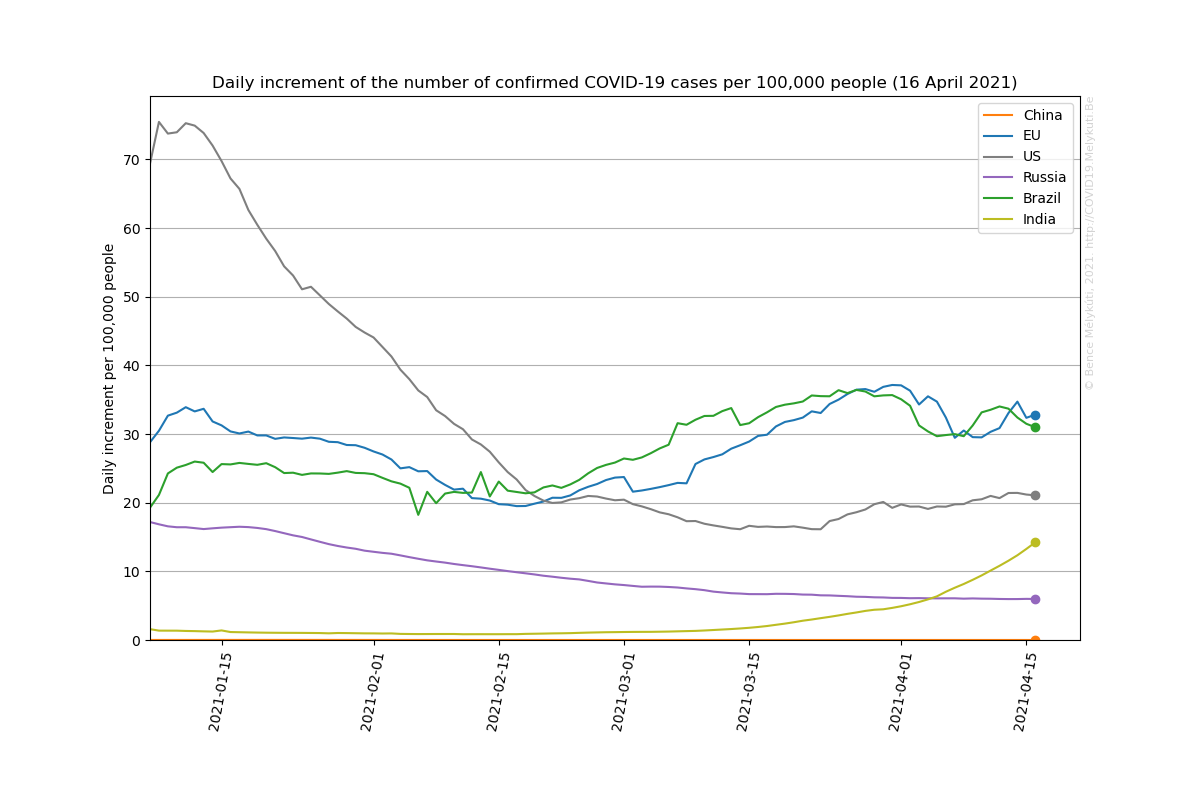 Daily increment of the number of confirmed COVID-19 cases per 100,000 people (16 April 2021)
China
EU
US
Russia
Brazil
India
© Bence Mélykúti, 2021 http://COVID19.Melykuti.Be
Daily increment per 100,000 people
70
60
50
40
30
20
10
0
2021-01-15
2021-02-01
2021-02-15
2021-03-01
2021-03-15
2021-04-01
2021-04-15